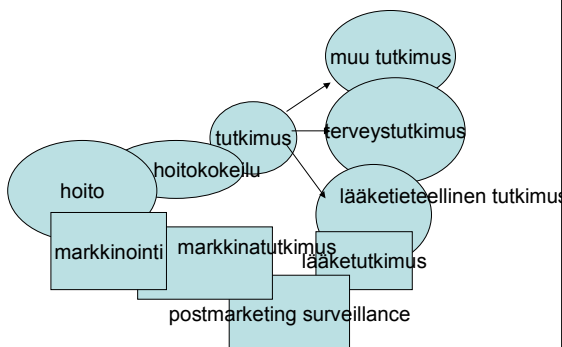 muu tutkimus
tutkimus
terveystutkimus
hoitokokeilu
hoito
lääketieteellinen tutkimus
markkinointi
markkinatutkimus
lääketutkimus
postmarketing surveillance